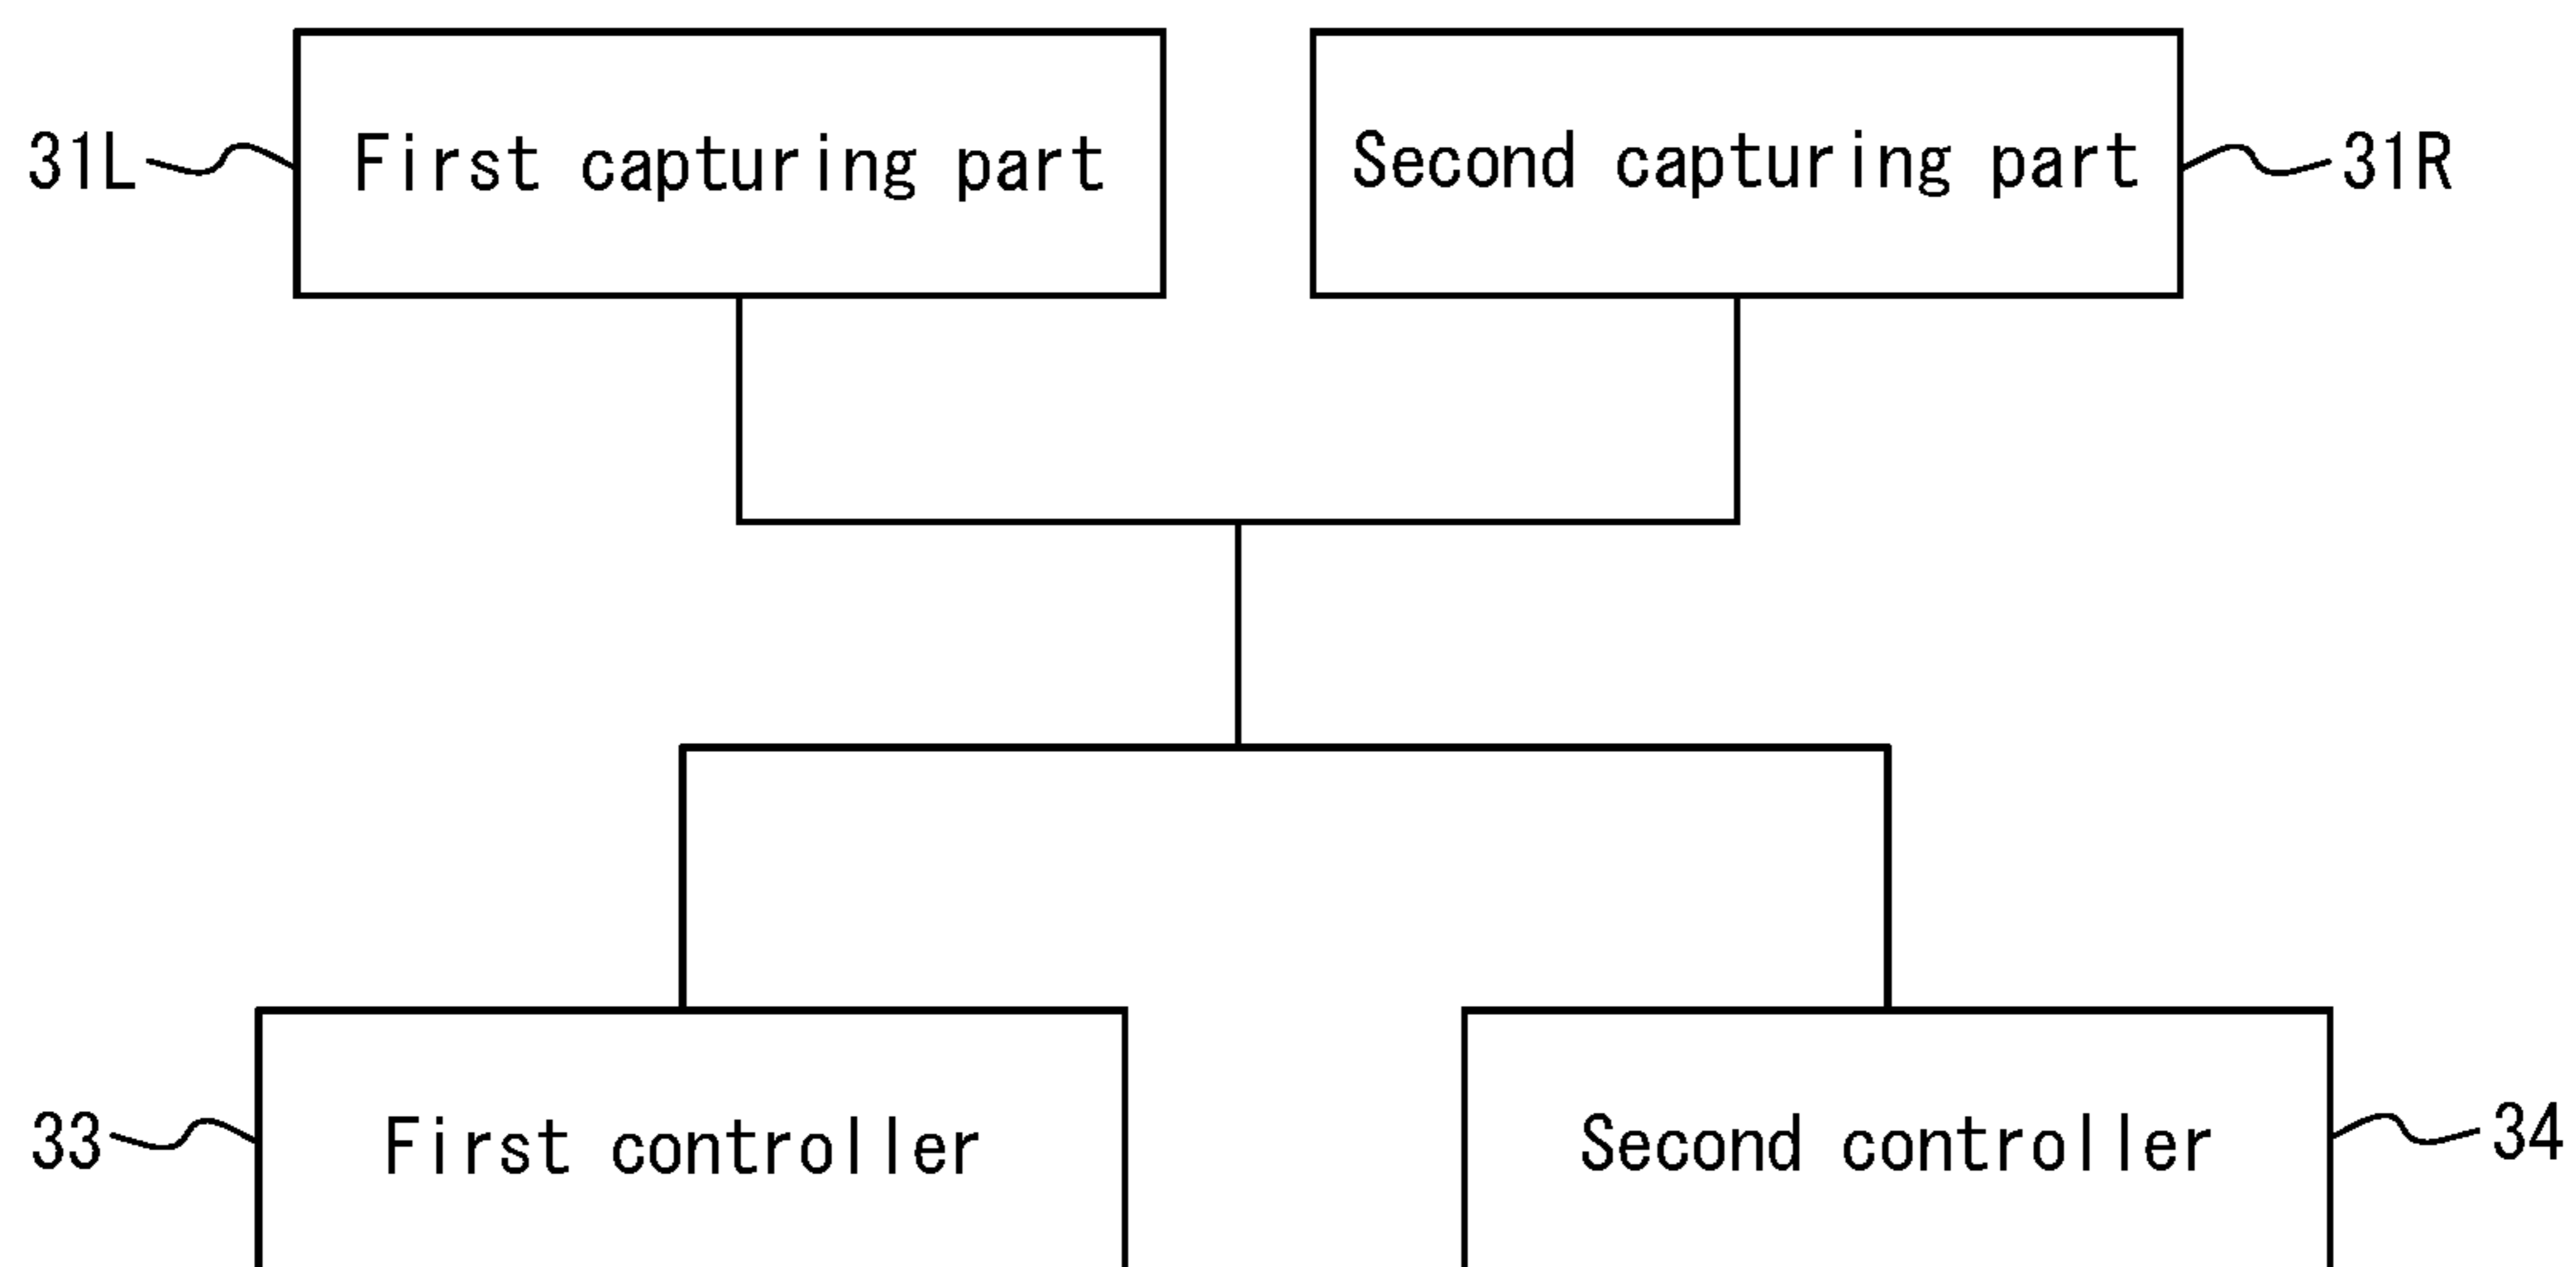 31L First capturing part Second capturing part 31R
33 First controller Second controller 34